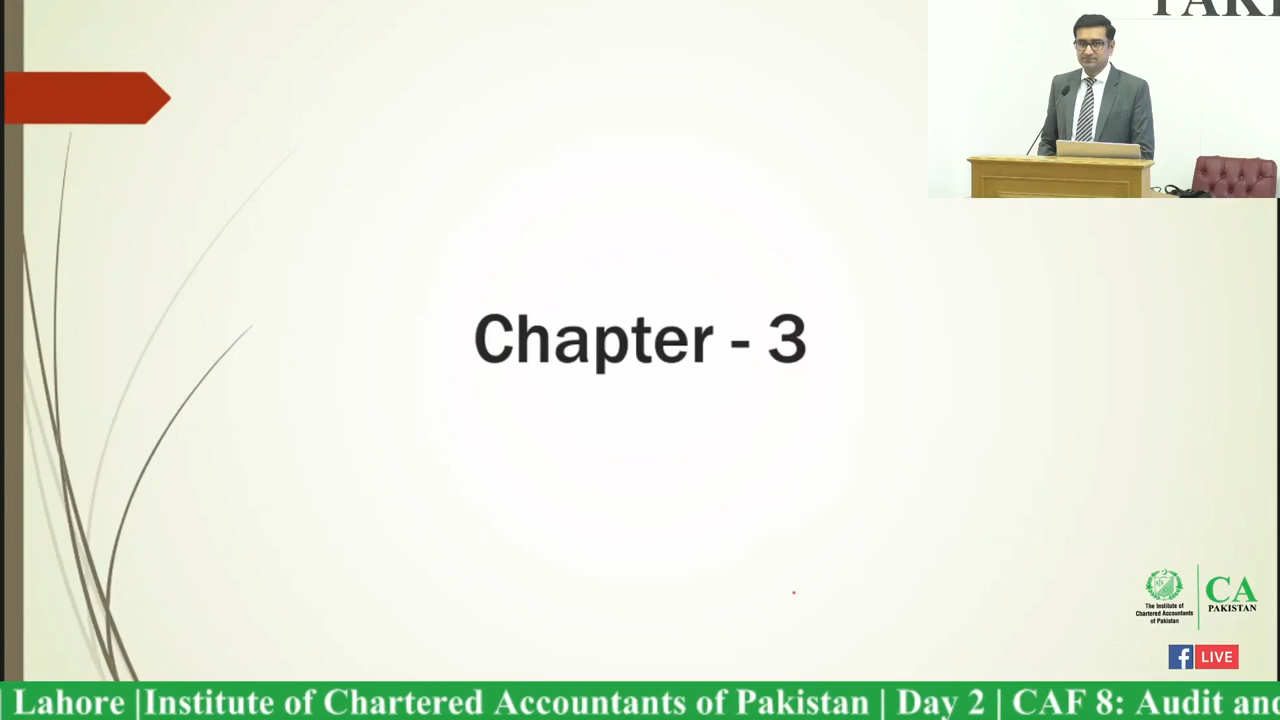 Chapter - 3
The Institute of
Chartered Accountants
of Pakistan
CA
PAKISTAN
f LIVE
| Lahore |Institute of Chartered Accountants of Pakistan | Day 2 | CAF 8: Audit and